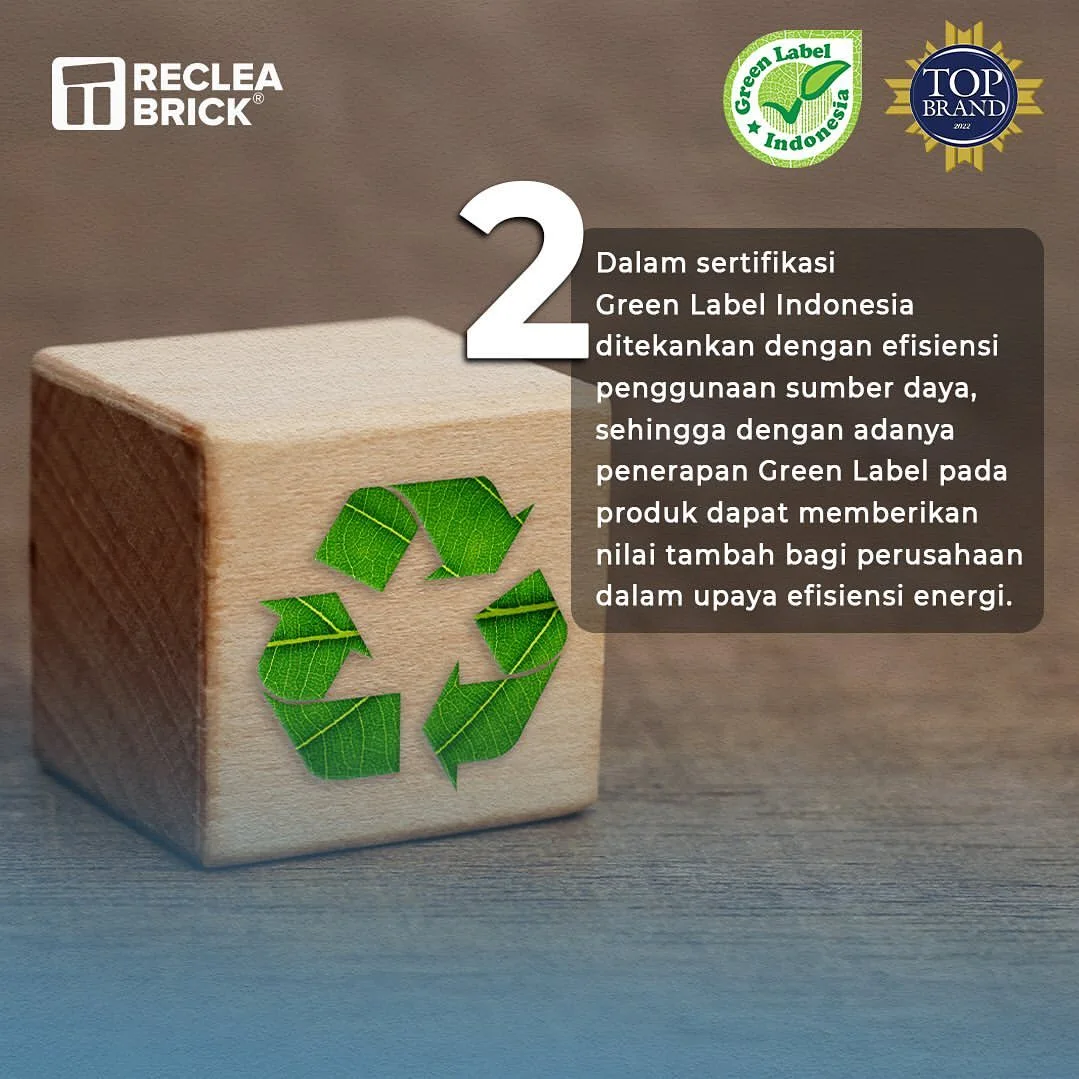 RECLEA
BRICK®
Green Label
Indonesia
TOP
BRAND
2022
2
Dalam sertifikasi
Green Label Indonesia
ditekankan dengan efisiensi
penggunaan sumber daya,
sehingga dengan adanya
penerapan Green Label pada
produk dapat memberikan
nilai tambah bagi perusahaan
dalam upaya efisiensi energi.